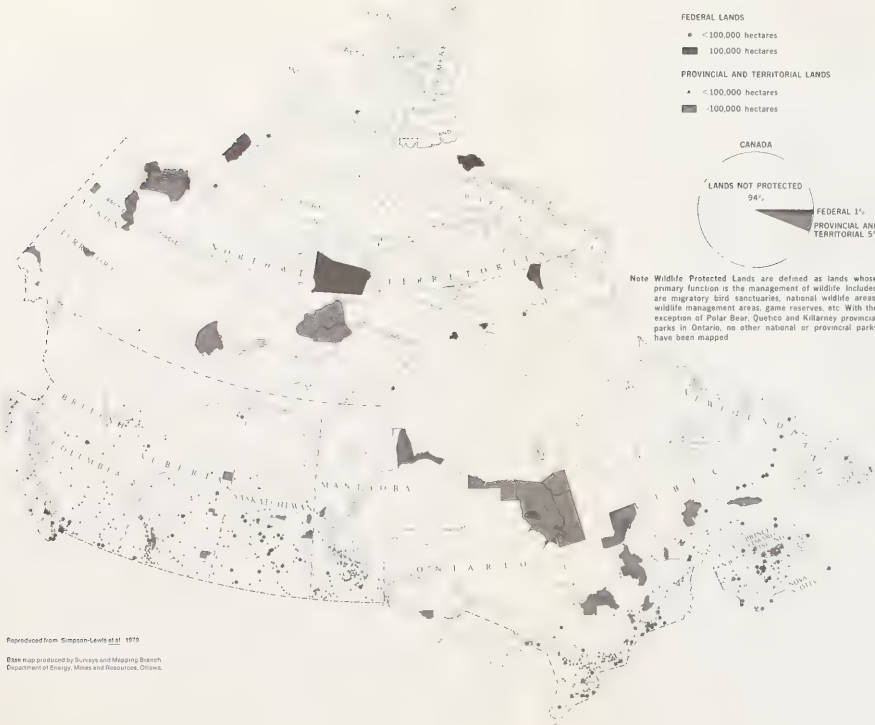 FEDERAL LANDS
<100,000 hectares
100,000 hectares
PROVINCIAL AND TERRITORIAL LANDS
<100,000 hectares
100,000 hectares
CANADA
LANDS NOT PROTECTED
94%
FEDERAL 1%
PROVINCIAL AND
TERRITORIAL 5%
Note Wildlife Protected Lands are defined as lands whose
primary function is the management of wildlife Included
are migratory bird sanctuaries, national wildlife areas
wildlife management areas, game reserves, etc With the
exception of Polar Bear, Quetico and Killarney provincial
parks in Ontario, no other national or provincial parks
have been mapped
YUKON
TERRITORY
TERRITORIES
BRITISH
COLUMBIA
ALBERTA
SASKATCHEWAN
MANITOBA
ONTARIO
PRINCE
EDWARD
ISLAND
NOVA
SCOTIA
Reproduced from Simpson-Lewis et al 1979
Base map produced by Surveys and Mapping Branch
Department of Energy, Mines and Resources, Ottawa.